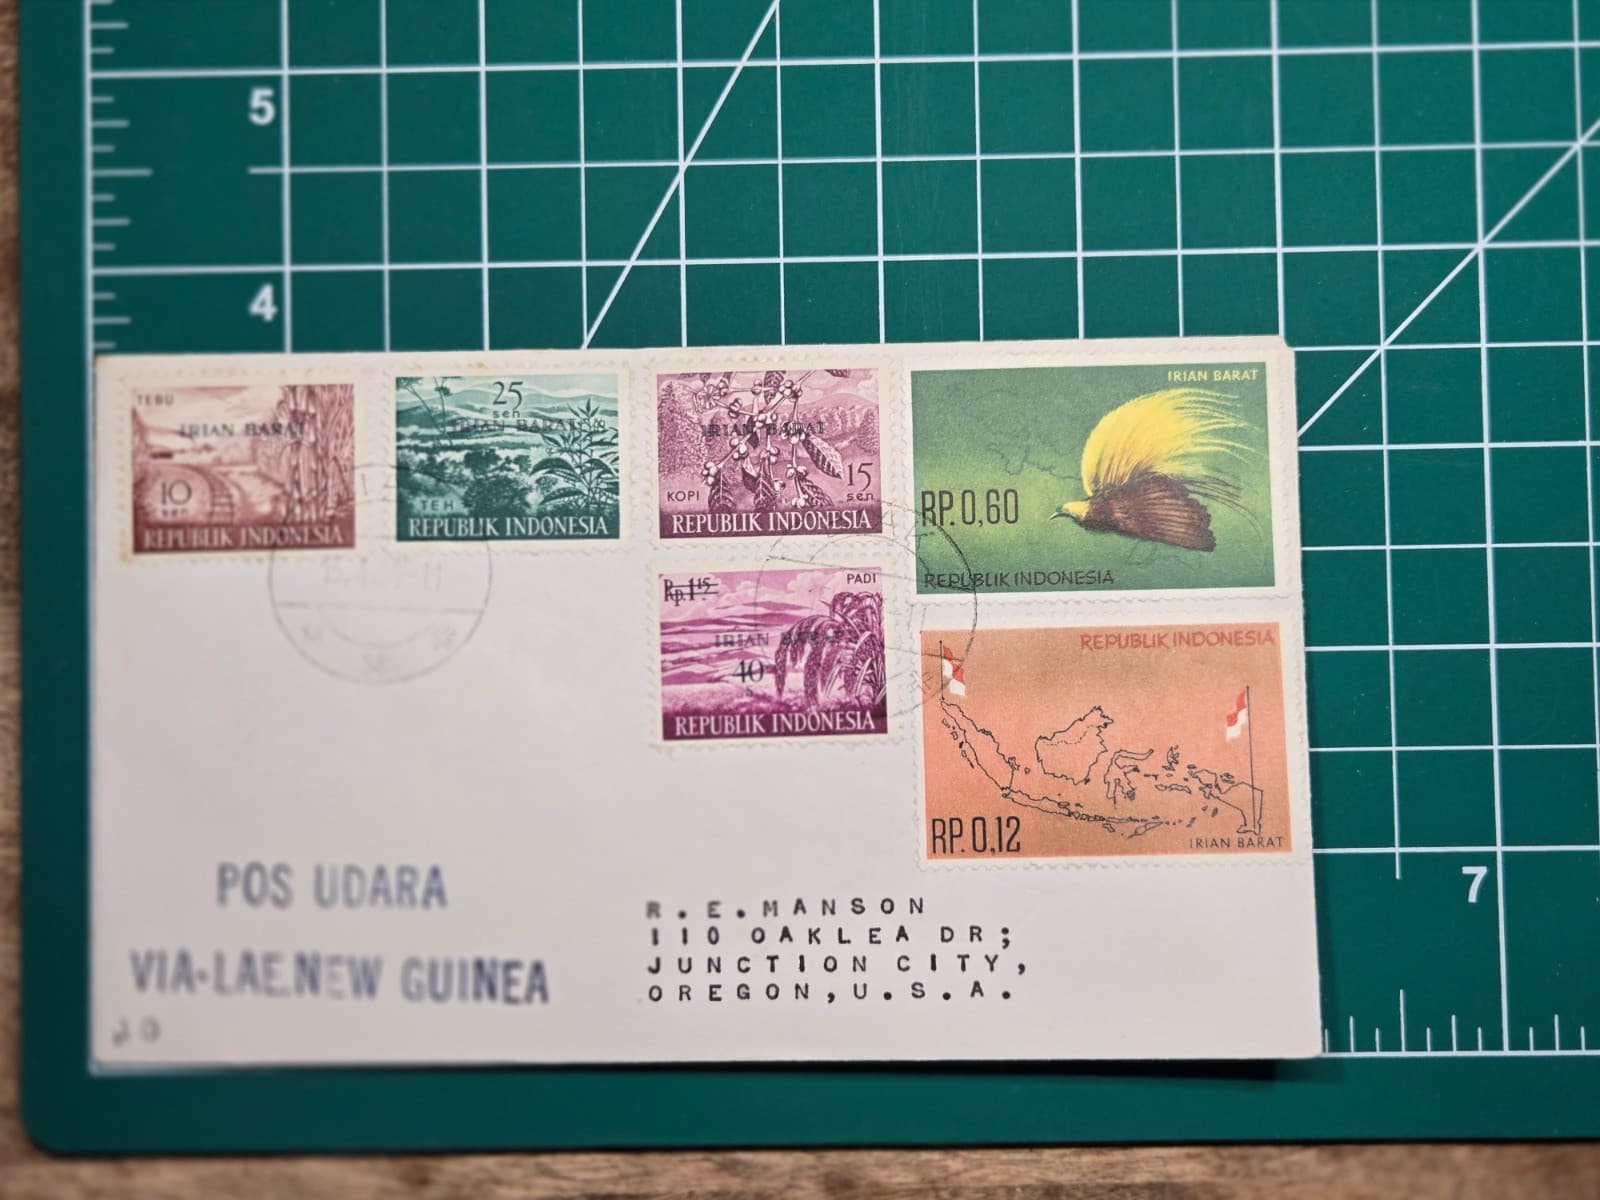 5
4
TEBU
IRIAN BARAT
10
sen
REPUBLIK INDONESIA
25
sen
IRIAN BARAT
TEH
REPUBLIK INDONESIA
IRIAN BARAT
KOPI
15
sen
REPUBLIK INDONESIA
IRIAN BARAT
RP. 0,60
REPUBLIK INDONESIA
Rp. 1 15
PADI
IRIAN BARAT
40
s
REPUBLIK INDONESIA
REPUBLIK INDONESIA
RP. 0,12
IRIAN BARAT
7
POS UDARA
VIA-LAE.NEW GUINEA
R.E.MANSON
110 OAKLEA DR;
JUNCTION CITY,
OREGON,U.S.A.